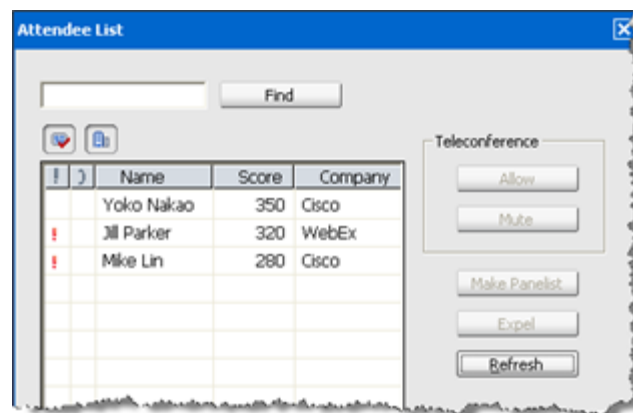 Attendee List
Find
Teleconference
Allow
Mute
! Name Score Company
Yoko Nakao 350 Cisco
! Jill Parker 320 WebEx
! Mike Lin 280 Cisco
Make Panelist
Expel
Refresh